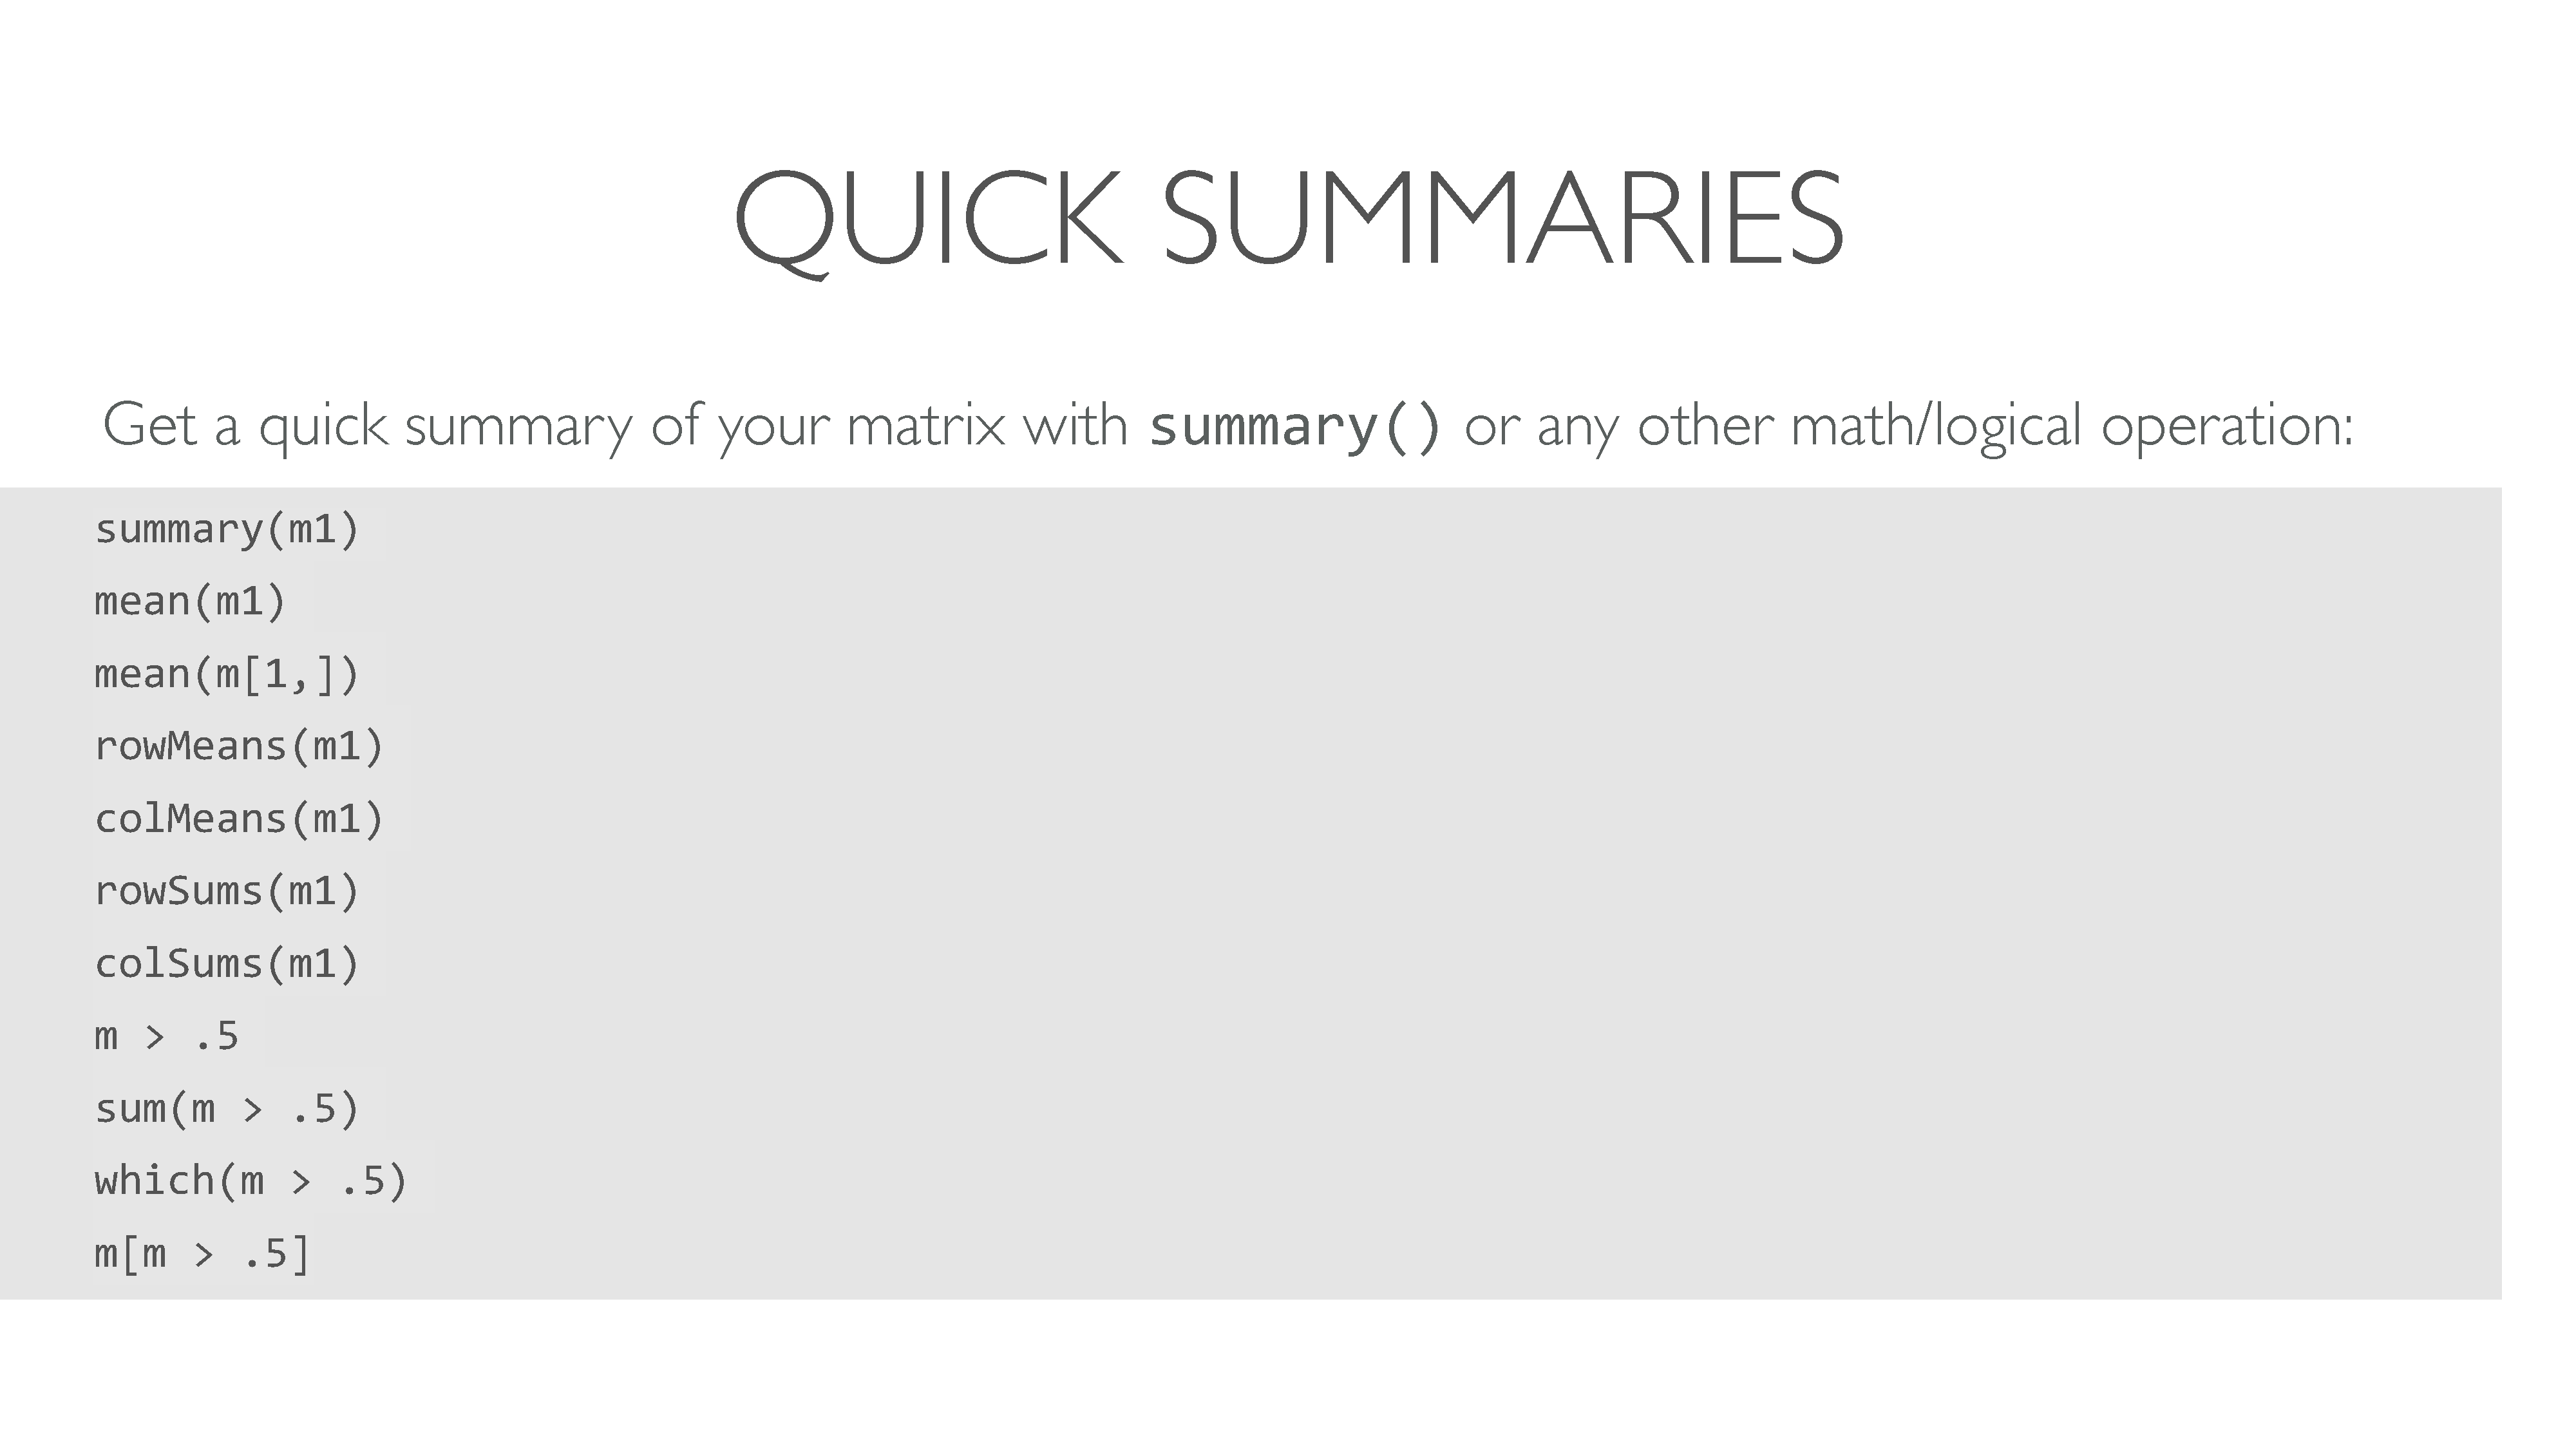 QUICK SUMMARIES
Get a quick summary of your matrix with summary() or any other math/logical operation:
summary(m1)
mean(m1)
mean(m[1,])
rowMeans(m1)
colMeans(m1)
rowSums(m1)
colSums(m1)
m > .5
sum(m > .5)
which(m > .5)
m[m > .5]